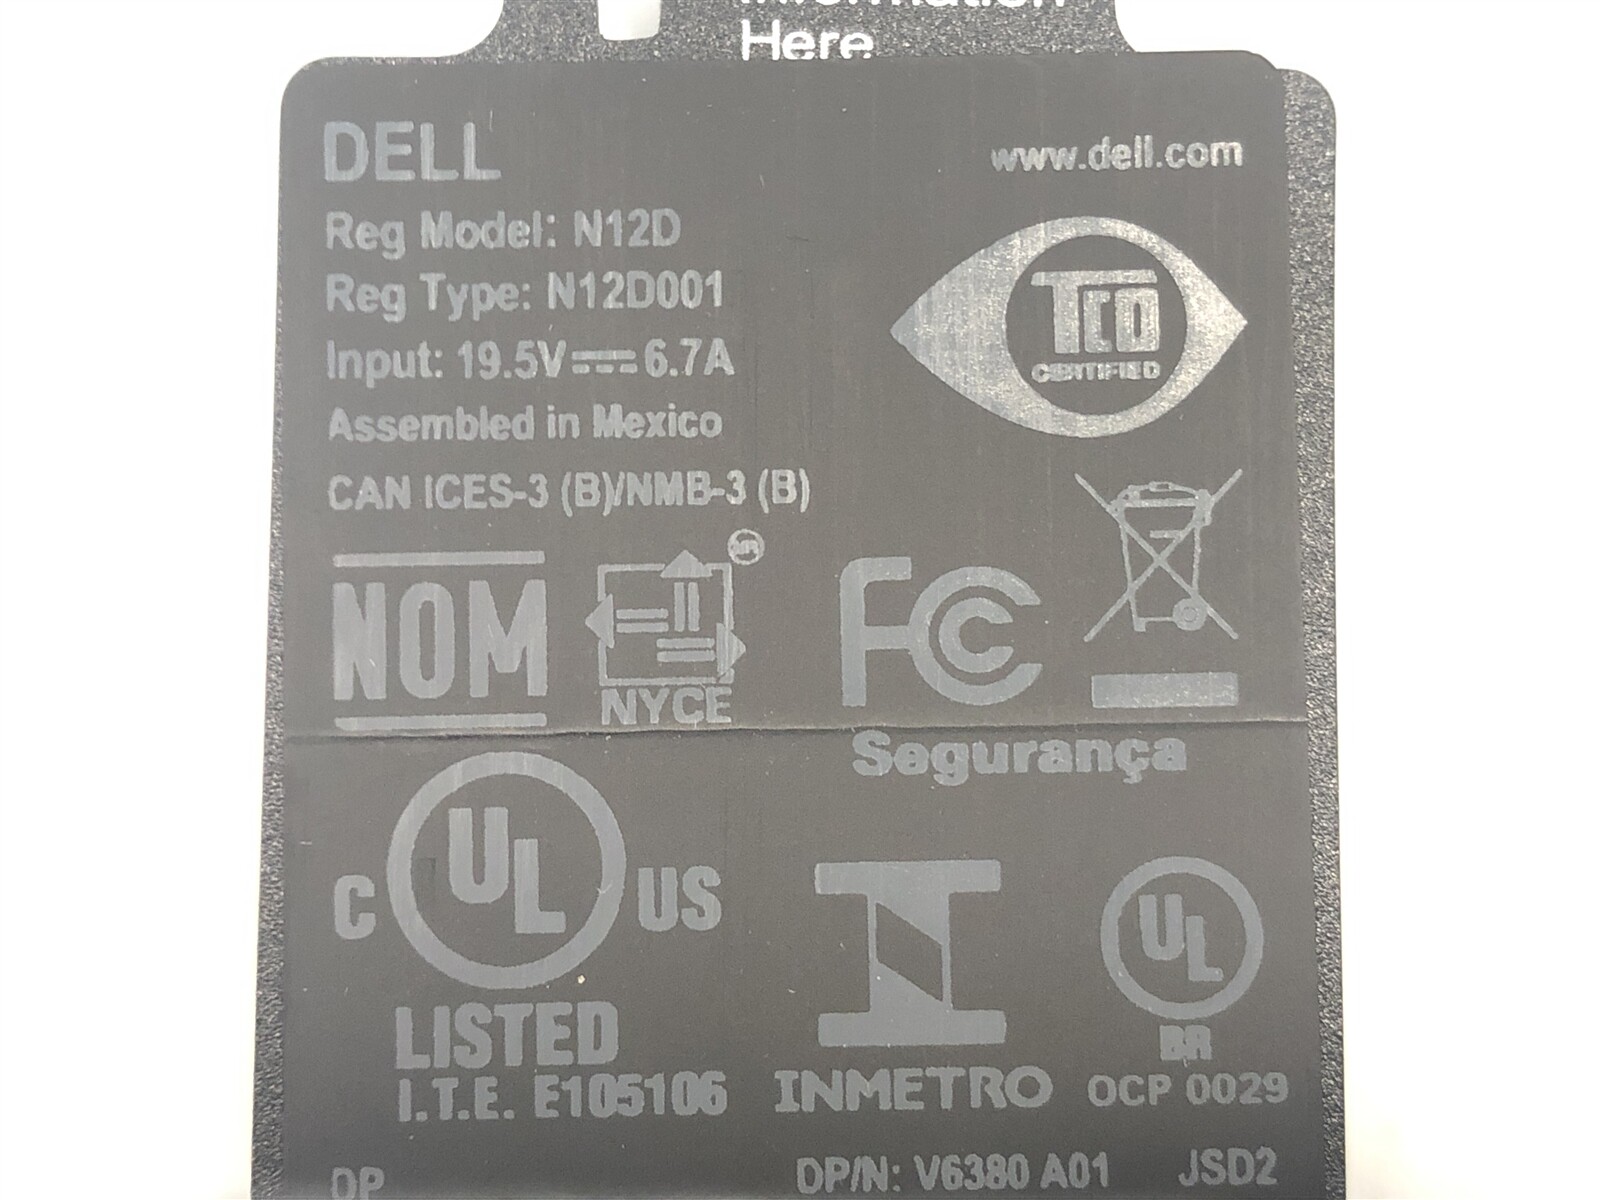 Information
Here
DELL
www.dell.com
Reg Model: N12D
Reg Type: N12D001
Input: 19.5V⎓6.7A
TCO
CERTIFIED
Assembled in Mexico
CAN ICES-3 (B)/NMB-3 (B)
NOM
NYCE
FC
Segurança
C UL US
LISTED
I.T.E. E105106
INMETRO
UL
BR
OCP 0029
DP
DP/N: V6380 A01
JSD2